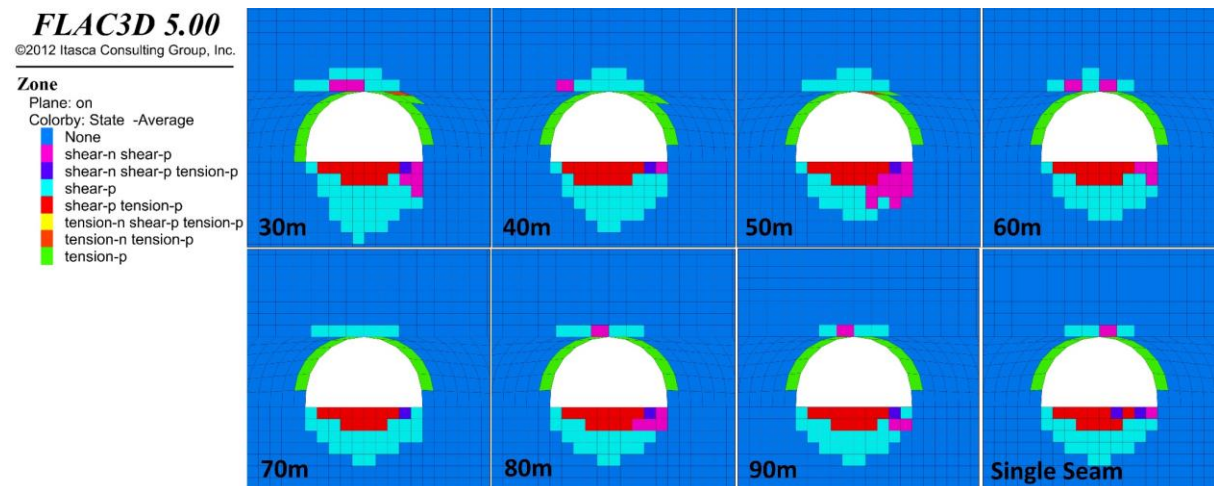 FLAC3D 5.00
©2012 Itasca Consulting Group, Inc.
Zone
Plane: on
Colorby: State -Average
None
shear-n shear-p
shear-n shear-p tension-p
shear-p
shear-p tension-p
tension-n shear-p tension-p
tension-n tension-p
tension-p
30m
40m
50m
60m
70m
80m
90m
Single Seam